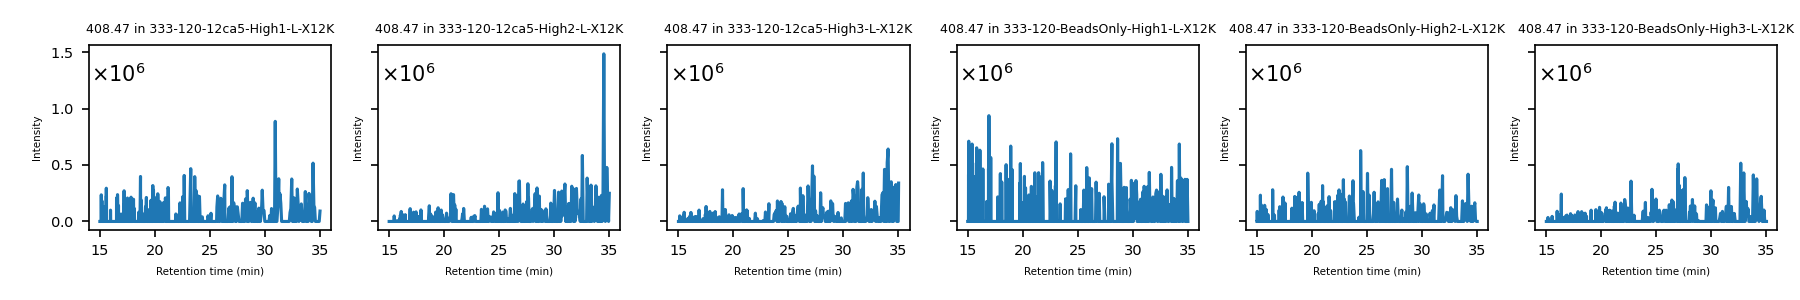 408.47 in 333-120-12ca5-High1-L-X12K
408.47 in 333-120-12ca5-High2-L-X12K
408.47 in 333-120-12ca5-High3-L-X12K
408.47 in 333-120-BeadsOnly-High1-L-X12K
408.47 in 333-120-BeadsOnly-High2-L-X12K
408.47 in 333-120-BeadsOnly-High3-L-X12K
1.5
1.0
0.5
0.0
×10⁶
×10⁶
×10⁶
×10⁶
×10⁶
×10⁶
Intensity
Intensity
Intensity
Intensity
Intensity
Intensity
15 20 25 30 35
15 20 25 30 35
15 20 25 30 35
15 20 25 30 35
15 20 25 30 35
15 20 25 30 35
Retention time (min)
Retention time (min)
Retention time (min)
Retention time (min)
Retention time (min)
Retention time (min)